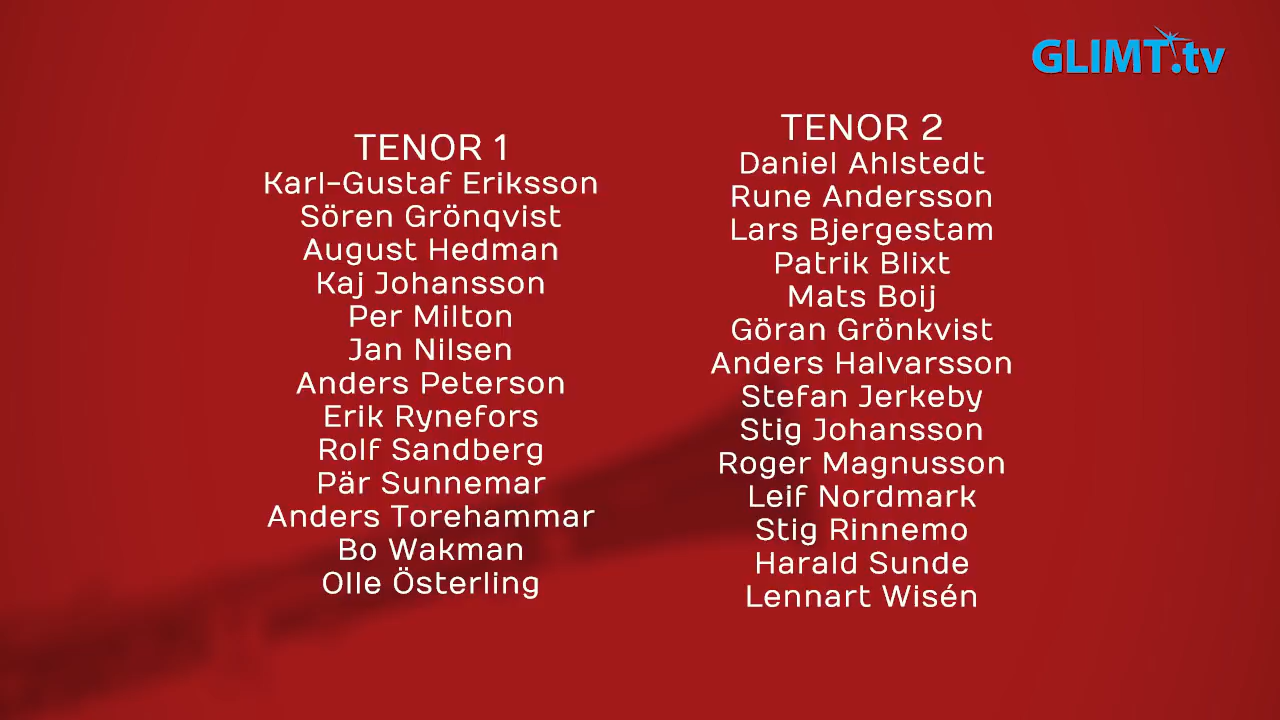 GLIMT.tv
TENOR 1
Karl-Gustaf Eriksson
Sören Grönqvist
August Hedman
Kaj Johansson
Per Milton
Jan Nilsen
Anders Peterson
Erik Rynefors
Rolf Sandberg
Pär Sunnemar
Anders Torehammar
Bo Wakman
Olle Österling
TENOR 2
Daniel Ahlstedt
Rune Andersson
Lars Bjergestam
Patrik Blixt
Mats Boij
Göran Grönkvist
Anders Halvarsson
Stefan Jerkeby
Stig Johansson
Roger Magnusson
Leif Nordmark
Stig Rinnemo
Harald Sunde
Lennart Wisén